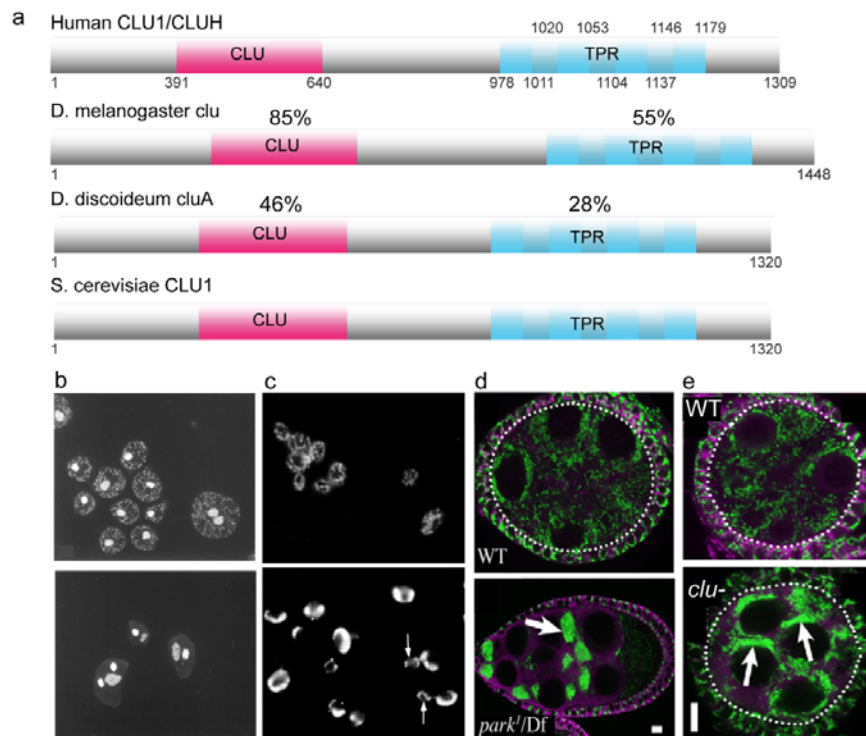 a
Human CLU1/CLUH
1020 1053 1146 1179
CLU TPR
1 391 640 978 1011 1104 1137 1309
D. melanogaster clu 85% 55%
CLU TPR
1 1448
D. discoideum cluA 46% 28%
CLU TPR
1 1320
S. cerevisiae CLU1
CLU TPR
1 1320
b c d e
WT
WT
clu-
park¹/Df